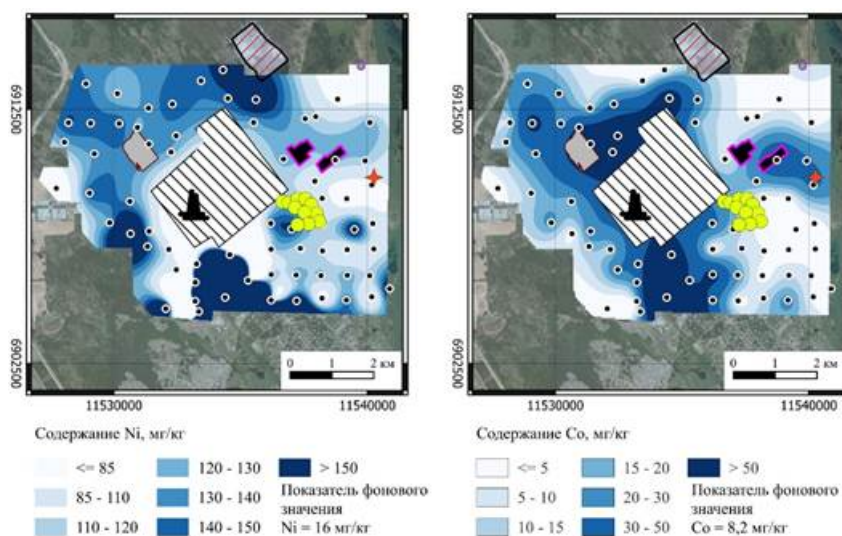 6912500
6902500
0 1 2 км
11530000 11540000
Содержание Ni, мг/кг
<= 85
85 - 110
110 - 120
120 - 130
130 - 140
140 - 150
> 150
Показатель фонового
значения
Ni = 16 мг/кг
6912500
6902500
0 1 2 км
11530000 11540000
Содержание Co, мг/кг
<= 5
5 - 10
10 - 15
15 - 20
20 - 30
30 - 50
> 50
Показатель фонового
значения
Co = 8,2 мг/кг